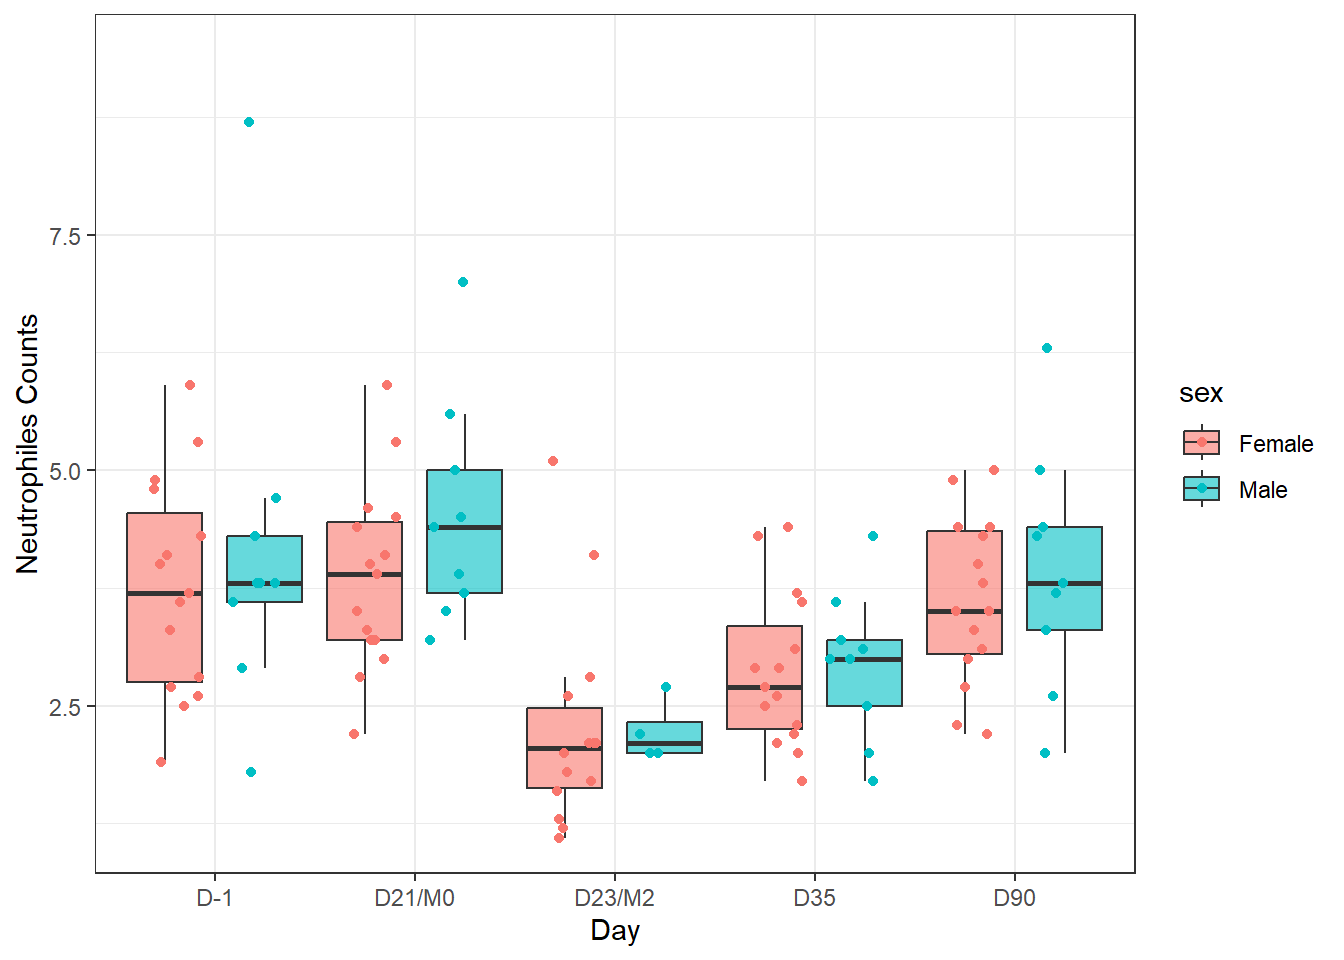 Neutrophiles Counts
7.5
5.0
2.5
D-1
D21/M0
D23/M2
D35
D90
Day
sex
Female
Male